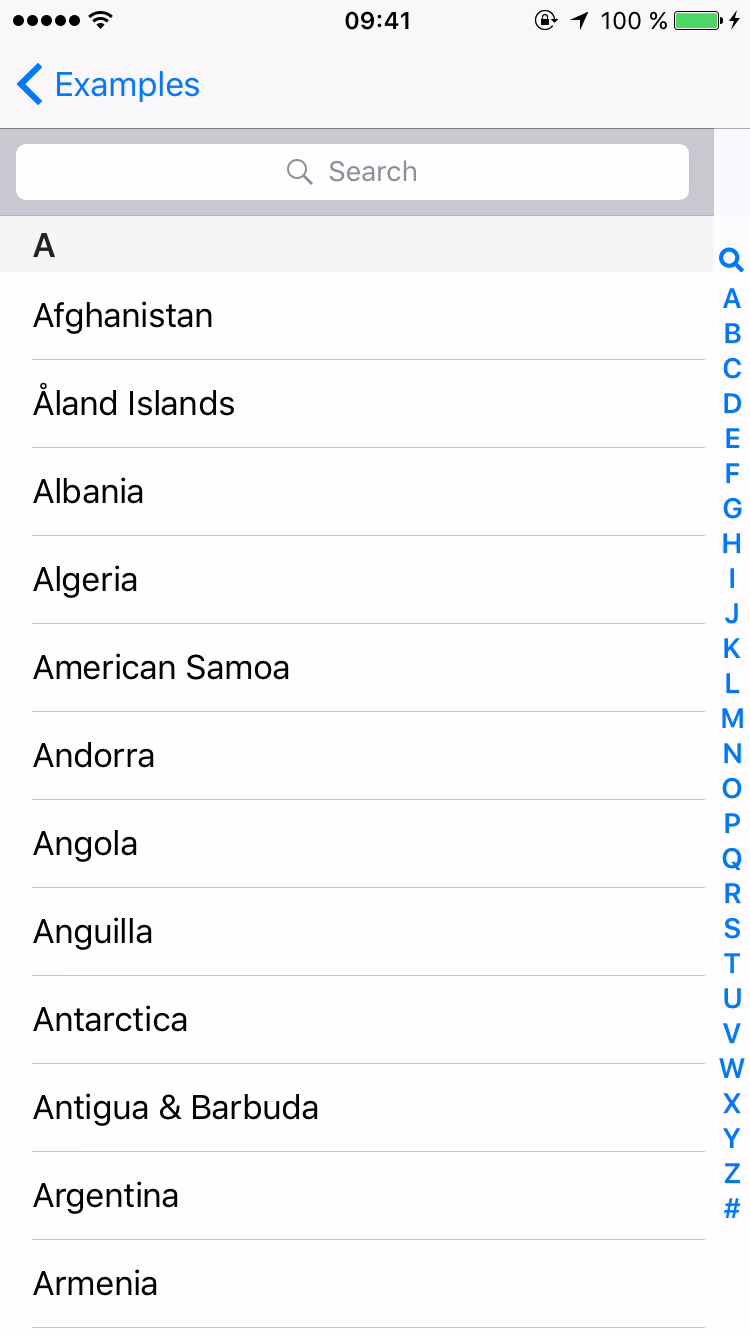 09:41
100 %
Examples
Search
A
Afghanistan
Åland Islands
Albania
Algeria
American Samoa
Andorra
Angola
Anguilla
Antarctica
Antigua & Barbuda
Argentina
Armenia
A
B
C
D
E
F
G
H
I
J
K
L
M
N
O
P
Q
R
S
T
U
V
W
X
Y
Z
#